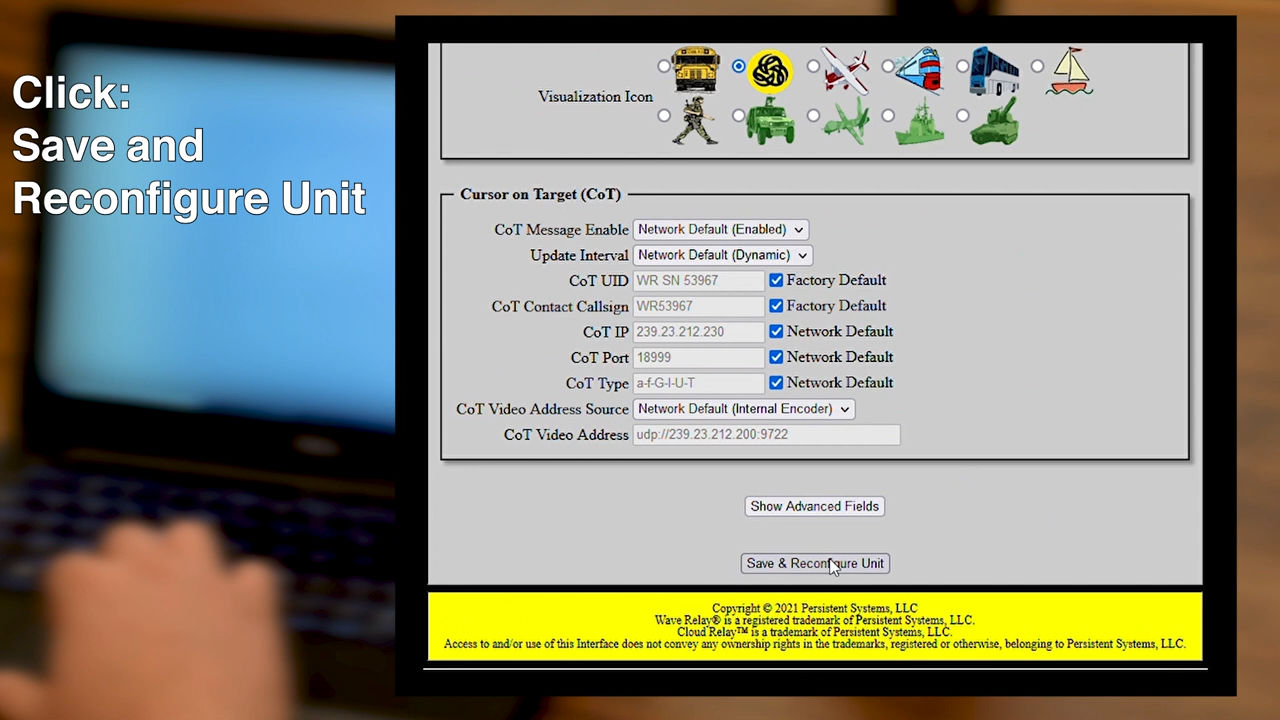 Click:
Save and
Reconfigure Unit
Visualization Icon
Cursor on Target (CoT)
CoT Message Enable Network Default (Enabled)
Update Interval Network Default (Dynamic)
CoT UID WR SN 53967 Factory Default
CoT Contact Callsign WR53967 Factory Default
CoT IP 239.23.212.230 Network Default
CoT Port 18999 Network Default
CoT Type a-f-G-I-U-T Network Default
CoT Video Address Source Network Default (Internal Encoder)
CoT Video Address udp://239.23.212.200:9722
Show Advanced Fields
Save & Reconfigure Unit
Copyright © 2021 Persistent Systems, LLC
Wave Relay® is a registered trademark of Persistent Systems, LLC.
Cloud Relay™ is a trademark of Persistent Systems, LLC.
Access to and/or use of this Interface does not convey any ownership rights in the trademarks, registered or otherwise, belonging to Persistent Systems, LLC.